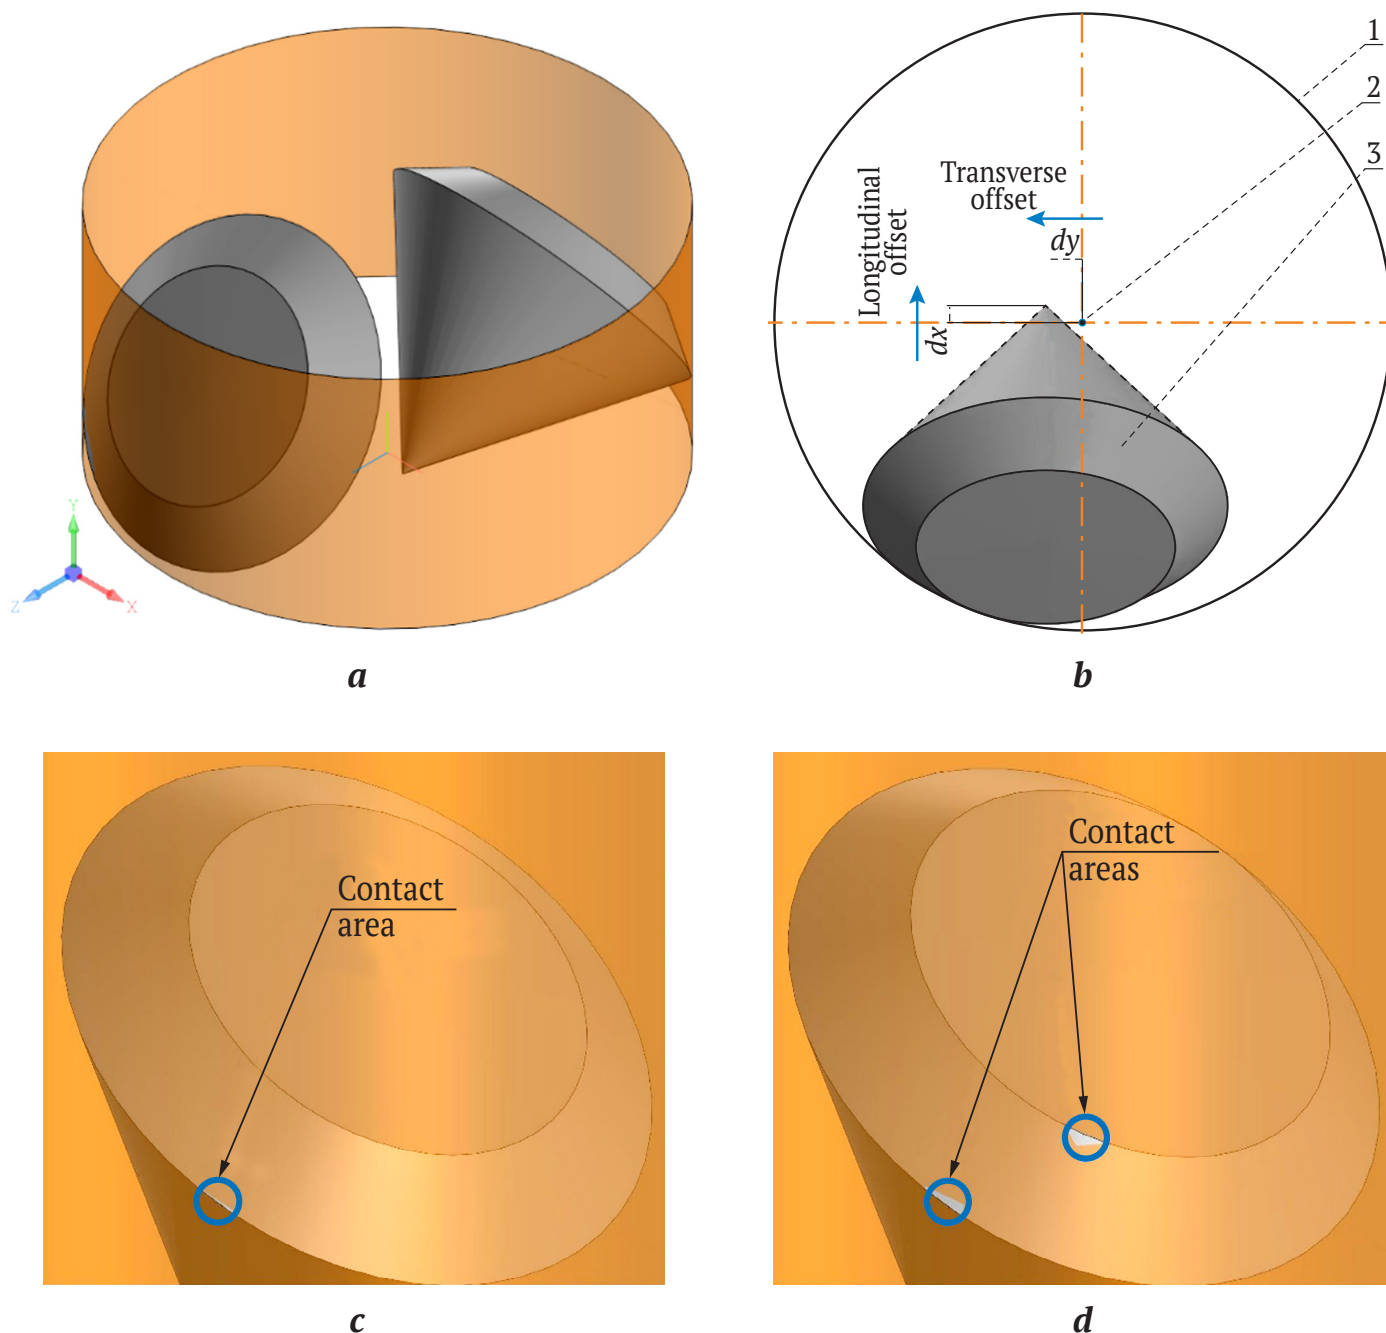 Y
Z
X
a
1
2
3
Longitudinal
offset
Transverse
offset
dy
dx
b
Contact
area
c
Contact
areas
d